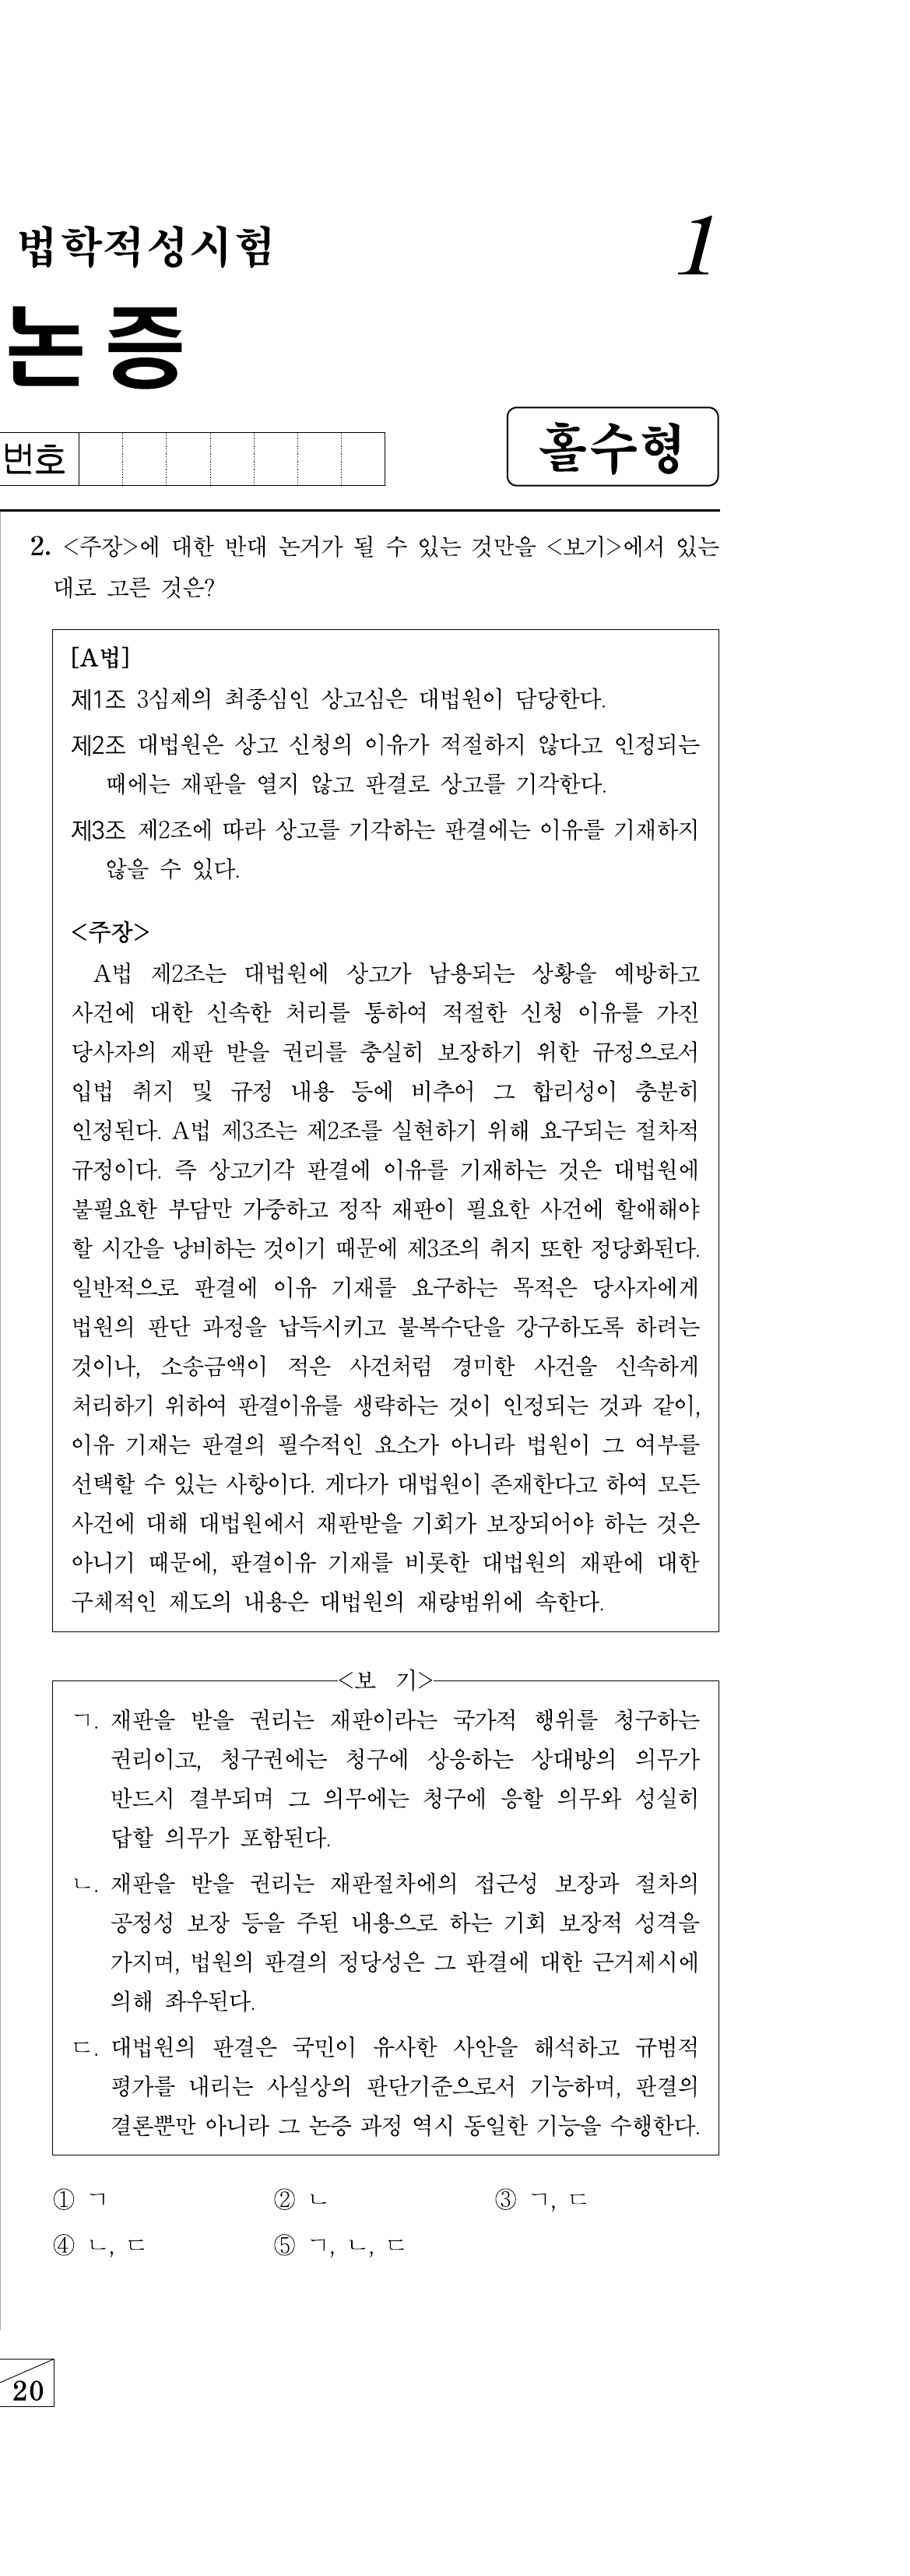 법학적성시험
1
논증
번호
홀수형
2. <주장>에 대한 반대 논거가 될 수 있는 것만을 <보기>에서 있는
대로 고른 것은?
[A법]
제1조 3심제의 최종심인 상고심은 대법원이 담당한다.
제2조 대법원은 상고 신청의 이유가 적절하지 않다고 인정되는
때에는 재판을 열지 않고 판결로 상고를 기각한다.
제3조 제2조에 따라 상고를 기각하는 판결에는 이유를 기재하지
않을 수 있다.
<주장>
A법 제2조는 대법원에 상고가 남용되는 상황을 예방하고
사건에 대한 신속한 처리를 통하여 적절한 신청 이유를 가진
당사자의 재판 받을 권리를 충실히 보장하기 위한 규정으로서
입법 취지 및 규정 내용 등에 비추어 그 합리성이 충분히
인정된다. A법 제3조는 제2조를 실현하기 위해 요구되는 절차적
규정이다. 즉 상고기각 판결에 이유를 기재하는 것은 대법원에
불필요한 부담만 가중하고 정작 재판이 필요한 사건에 할애해야
할 시간을 낭비하는 것이기 때문에 제3조의 취지 또한 정당화된다.
일반적으로 판결에 이유 기재를 요구하는 목적은 당사자에게
법원의 판단 과정을 납득시키고 불복수단을 강구하도록 하려는
것이나, 소송금액이 적은 사건처럼 경미한 사건을 신속하게
처리하기 위하여 판결이유를 생략하는 것이 인정되는 것과 같이,
이유 기재는 판결의 필수적인 요소가 아니라 법원이 그 여부를
선택할 수 있는 사항이다. 게다가 대법원이 존재한다고 하여 모든
사건에 대해 대법원에서 재판받을 기회가 보장되어야 하는 것은
아니기 때문에, 판결이유 기재를 비롯한 대법원의 재판에 대한
구체적인 제도의 내용은 대법원의 재량범위에 속한다.
<보 기>
ㄱ. 재판을 받을 권리는 재판이라는 국가적 행위를 청구하는
권리이고, 청구권에는 청구에 상응하는 상대방의 의무가
반드시 결부되며 그 의무에는 청구에 응할 의무와 성실히
답할 의무가 포함된다.
ㄴ. 재판을 받을 권리는 재판절차에의 접근성 보장과 절차의
공정성 보장 등을 주된 내용으로 하는 기회 보장적 성격을
가지며, 법원의 판결의 정당성은 그 판결에 대한 근거제시에
의해 좌우된다.
ㄷ. 대법원의 판결은 국민이 유사한 사안을 해석하고 규범적
평가를 내리는 사실상의 판단기준으로서 기능하며, 판결의
결론뿐만 아니라 그 논증 과정 역시 동일한 기능을 수행한다.
① ㄱ ② ㄴ ③ ㄱ, ㄷ
④ ㄴ, ㄷ ⑤ ㄱ, ㄴ, ㄷ
20